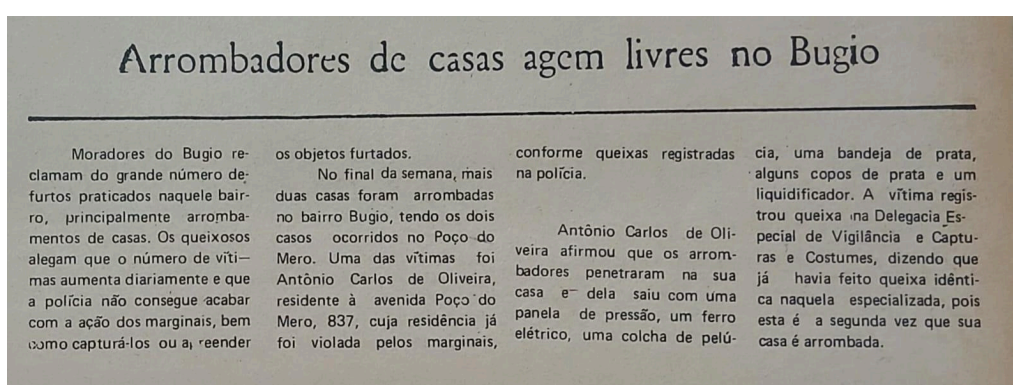 Arrombadores de casas agem livres no Bugio
Moradores do Bugio re-
clamam do grande número de-
furtos praticados naquele bair-
ro, principalmente arromba-
mentos de casas. Os queixosos
alegam que o número de víti—
mas aumenta diariamente e que
a polícia não consegue acabar
com a ação dos marginais, bem
como capturá-los ou apreender
os objetos furtados.
No final da semana, mais
duas casas foram arrombadas
no bairro Bugio, tendo os dois
casos ocorridos no Poço do
Mero. Uma das vítimas foi
Antônio Carlos de Oliveira,
residente à avenida Poço do
Mero, 837, cuja residência já
foi violada pelos marginais,
conforme queixas registradas
na polícia.
Antônio Carlos de Oli-
veira afirmou que os arrom-
badores penetraram na sua
casa e dela saiu com uma
panela de pressão, um ferro
elétrico, uma colcha de pelú-
cia, uma bandeja de prata,
alguns copos de prata e um
liquidificador. A vítima regis-
trou queixa na Delegacia Es-
pecial de Vigilância e Captu-
ras e Costumes, dizendo que
já havia feito queixa idênti-
ca naquela especializada, pois
esta é a segunda vez que sua
casa é arrombada.